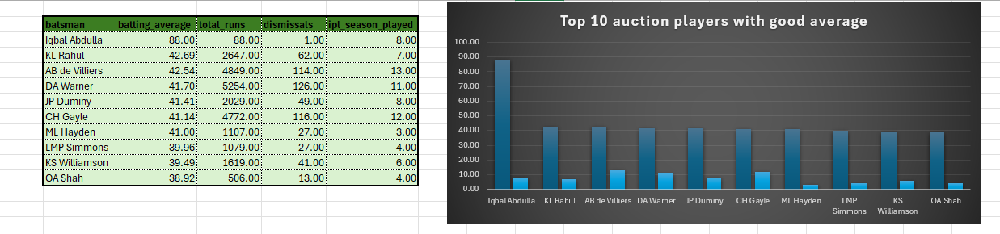 batsman batting_average total_runs dismissals ipl_season_played
Iqbal Abdulla 88.00 88.00 1.00 8.00
KL Rahul 42.69 2647.00 62.00 7.00
AB de Villiers 42.54 4849.00 114.00 13.00
DA Warner 41.70 5254.00 126.00 11.00
JP Duminy 41.41 2029.00 49.00 8.00
CH Gayle 41.14 4772.00 116.00 12.00
ML Hayden 41.00 1107.00 27.00 3.00
LMP Simmons 39.96 1079.00 27.00 4.00
KS Williamson 39.49 1619.00 41.00 6.00
OA Shah 38.92 506.00 13.00 4.00
Top 10 auction players with good average
100.00
90.00
80.00
70.00
60.00
50.00
40.00
30.00
20.00
10.00
0.00
Iqbal Abdulla KL Rahul AB de Villiers DA Warner JP Duminy CH Gayle ML Hayden LMP KS OA Shah
Simmons Williamson